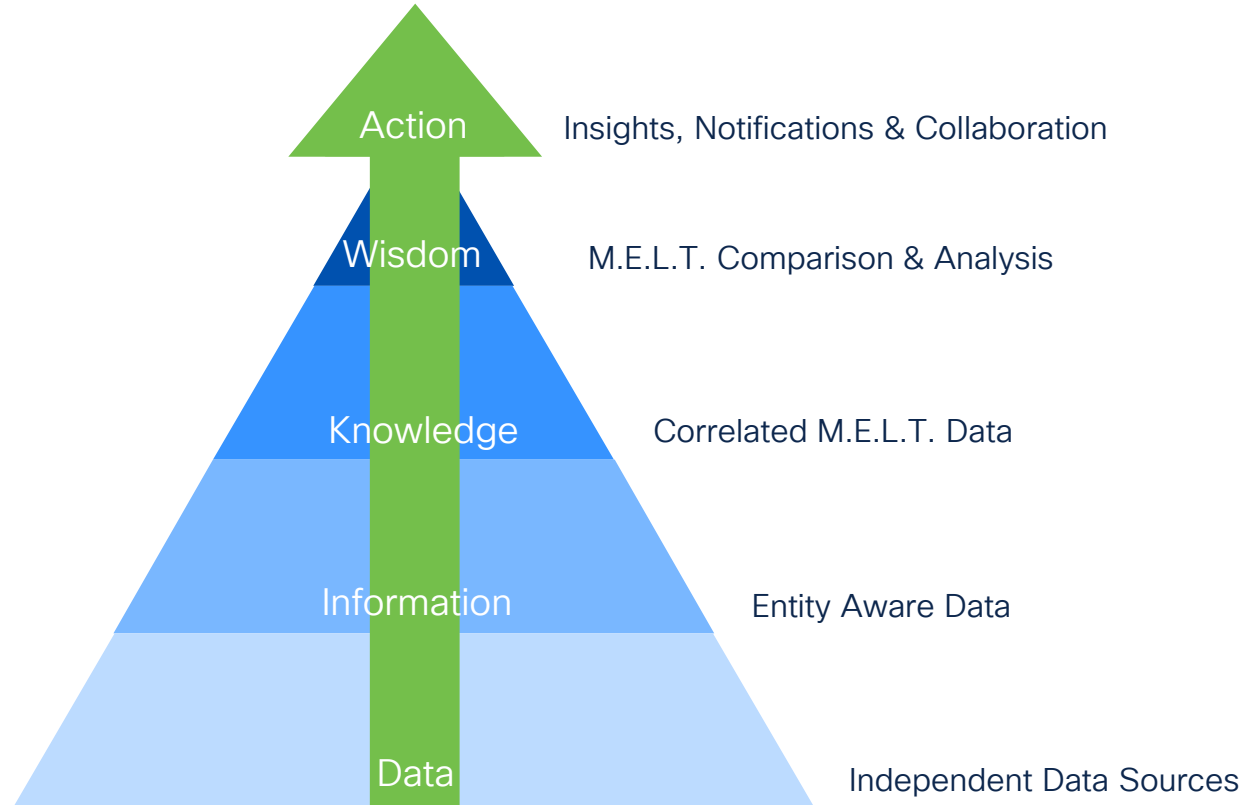 Action
Insights, Notifications & Collaboration
Wisdom
M.E.L.T. Comparison & Analysis
Knowledge
Correlated M.E.L.T. Data
Information
Entity Aware Data
Data
Independent Data Sources